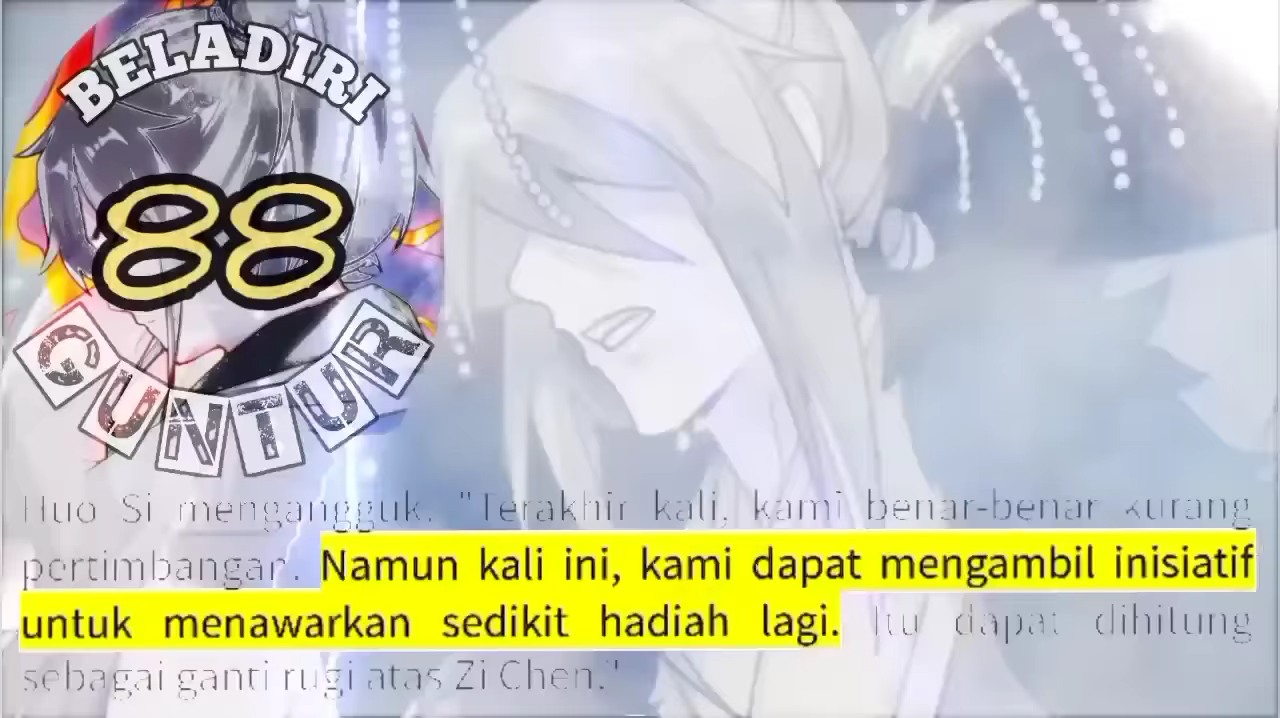 BELADIRI
88
GUNTUR
Huo Si mengangguk. "Terakhir kali, kami benar-benar kurang
pertimbangan. Namun kali ini, kami dapat mengambil inisiatif
untuk menawarkan sedikit hadiah lagi. Itu dapat dihitung
sebagai ganti rugi atas Zi Chen."